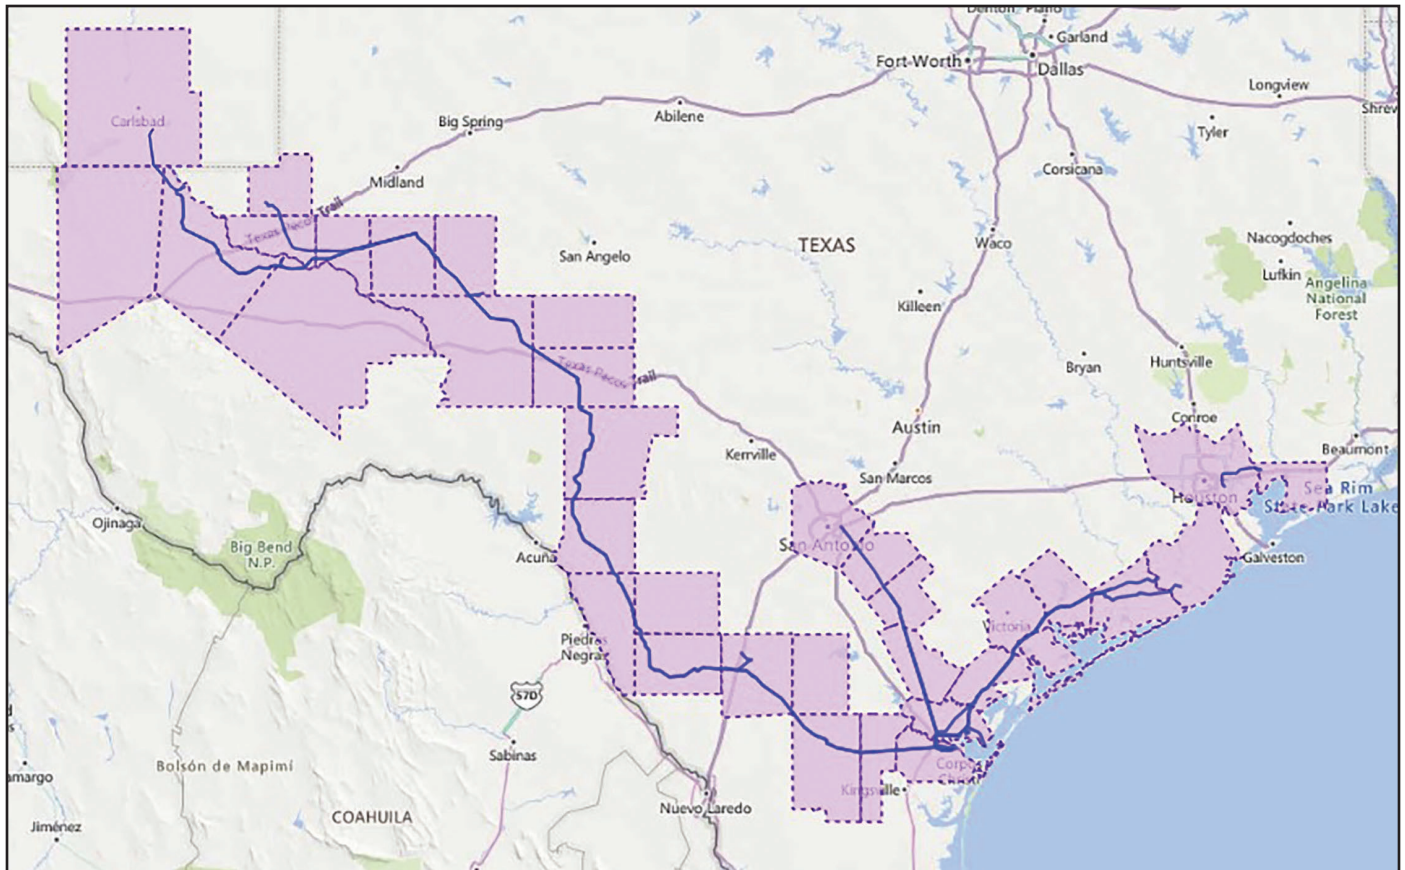 Denton
Plano
Garland
Fort Worth
Dallas
Longview
Carlsbad
Big Spring
Abilene
Shrev
Tyler
Midland
Corsicana
Texas Pecos Trail
San Angelo
TEXAS
Waco
Nacogdoches
Lufkin
Angelina
National
Forest
Killeen
Bryan
Huntsville
Texas Pecos Trail
Austin
Conroe
Kerrville
San Marcos
Beaumont
Houston
Sea Rim
State Park Lake
Ojinaga
Big Bend
N.P.
Acuña
San Antonio
Galveston
Victoria
Piedras
Negras
57D
Sabinas
Bolsón de Mapimí
amargo
Corpus
Christi
Kingsville
Nuevo Laredo
COAHUILA
Jiménez